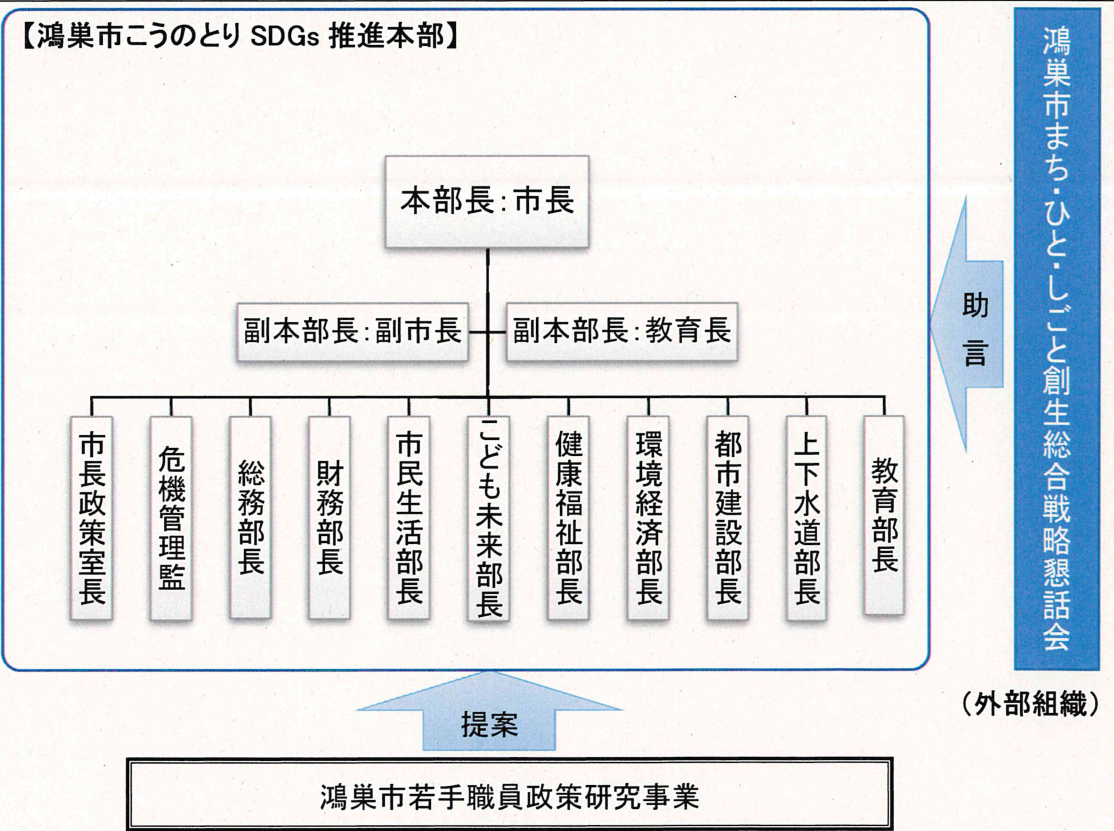 【鴻巣市こうのとり SDGs 推進本部】
本部長：市長
副本部長：副市長
副本部長：教育長
市長政策室長
危機管理監
総務部長
財務部長
市民生活部長
こども未来部長
健康福祉部長
環境経済部長
都市建設部長
上下水道部長
教育部長
助言
鴻巣市まち・ひと・しごと創生総合戦略懇話会
（外部組織）
提案
鴻巣市若手職員政策研究事業